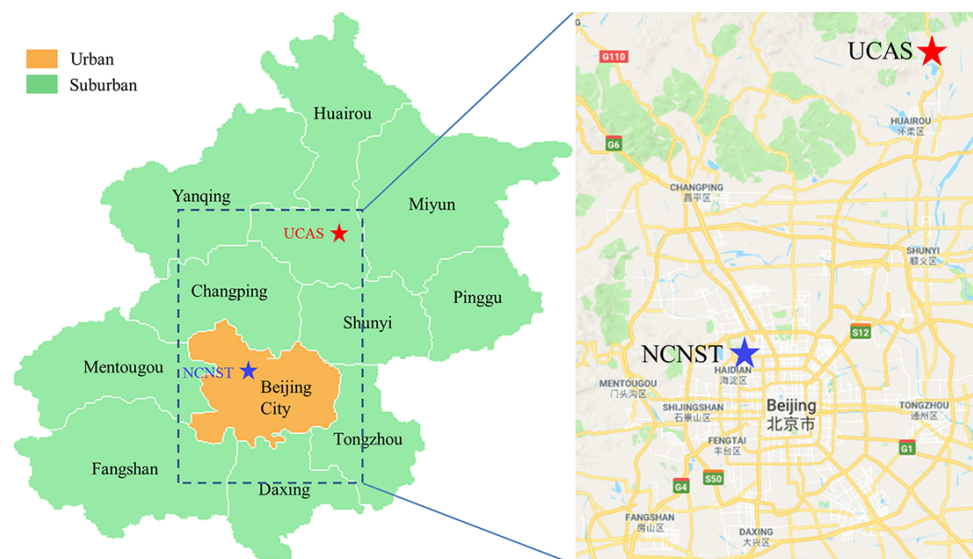 Urban
Suburban
Huairou
Yanqing
Miyun
UCAS
Changping
Pinggu
Shunyi
Mentougou
NCNST
Beijing
City
Tongzhou
Fangshan
Daxing
UCAS
G110
HUAIROU
怀柔区
G6
CHANGPING
昌平区
SHUNYI
顺义区
S12
NCNST
HAIDIAN
海淀区
MENTOUGOU
门头沟区
SHIJINGSHAN
石景山区
Beijing
北京市
TONGZHOU
通州区
FENGTAI
丰台区
G1
S50
G4
FANGSHAN
房山区
DAXING
大兴区